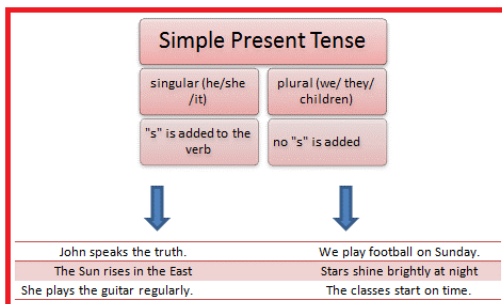 Simple Present Tense
singular (he/she
/it)
plural (we/ they/
children)
"s" is added to the
verb
no "s" is added
John speaks the truth.
We play football on Sunday.
The Sun rises in the East
Stars shine brightly at night
She plays the guitar regularly.
The classes start on time.